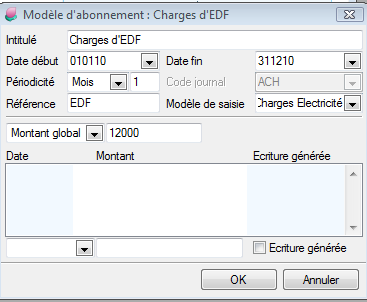 Modèle d'abonnement : Charges d'EDF
Intitulé Charges d'EDF
Date début 010110 Date fin 311210
Périodicité Mois 1 Code journal ACH
Référence EDF Modèle de saisie Charges Electricité
Montant global 12000
Date Montant Ecriture générée
Ecriture générée
OK Annuler